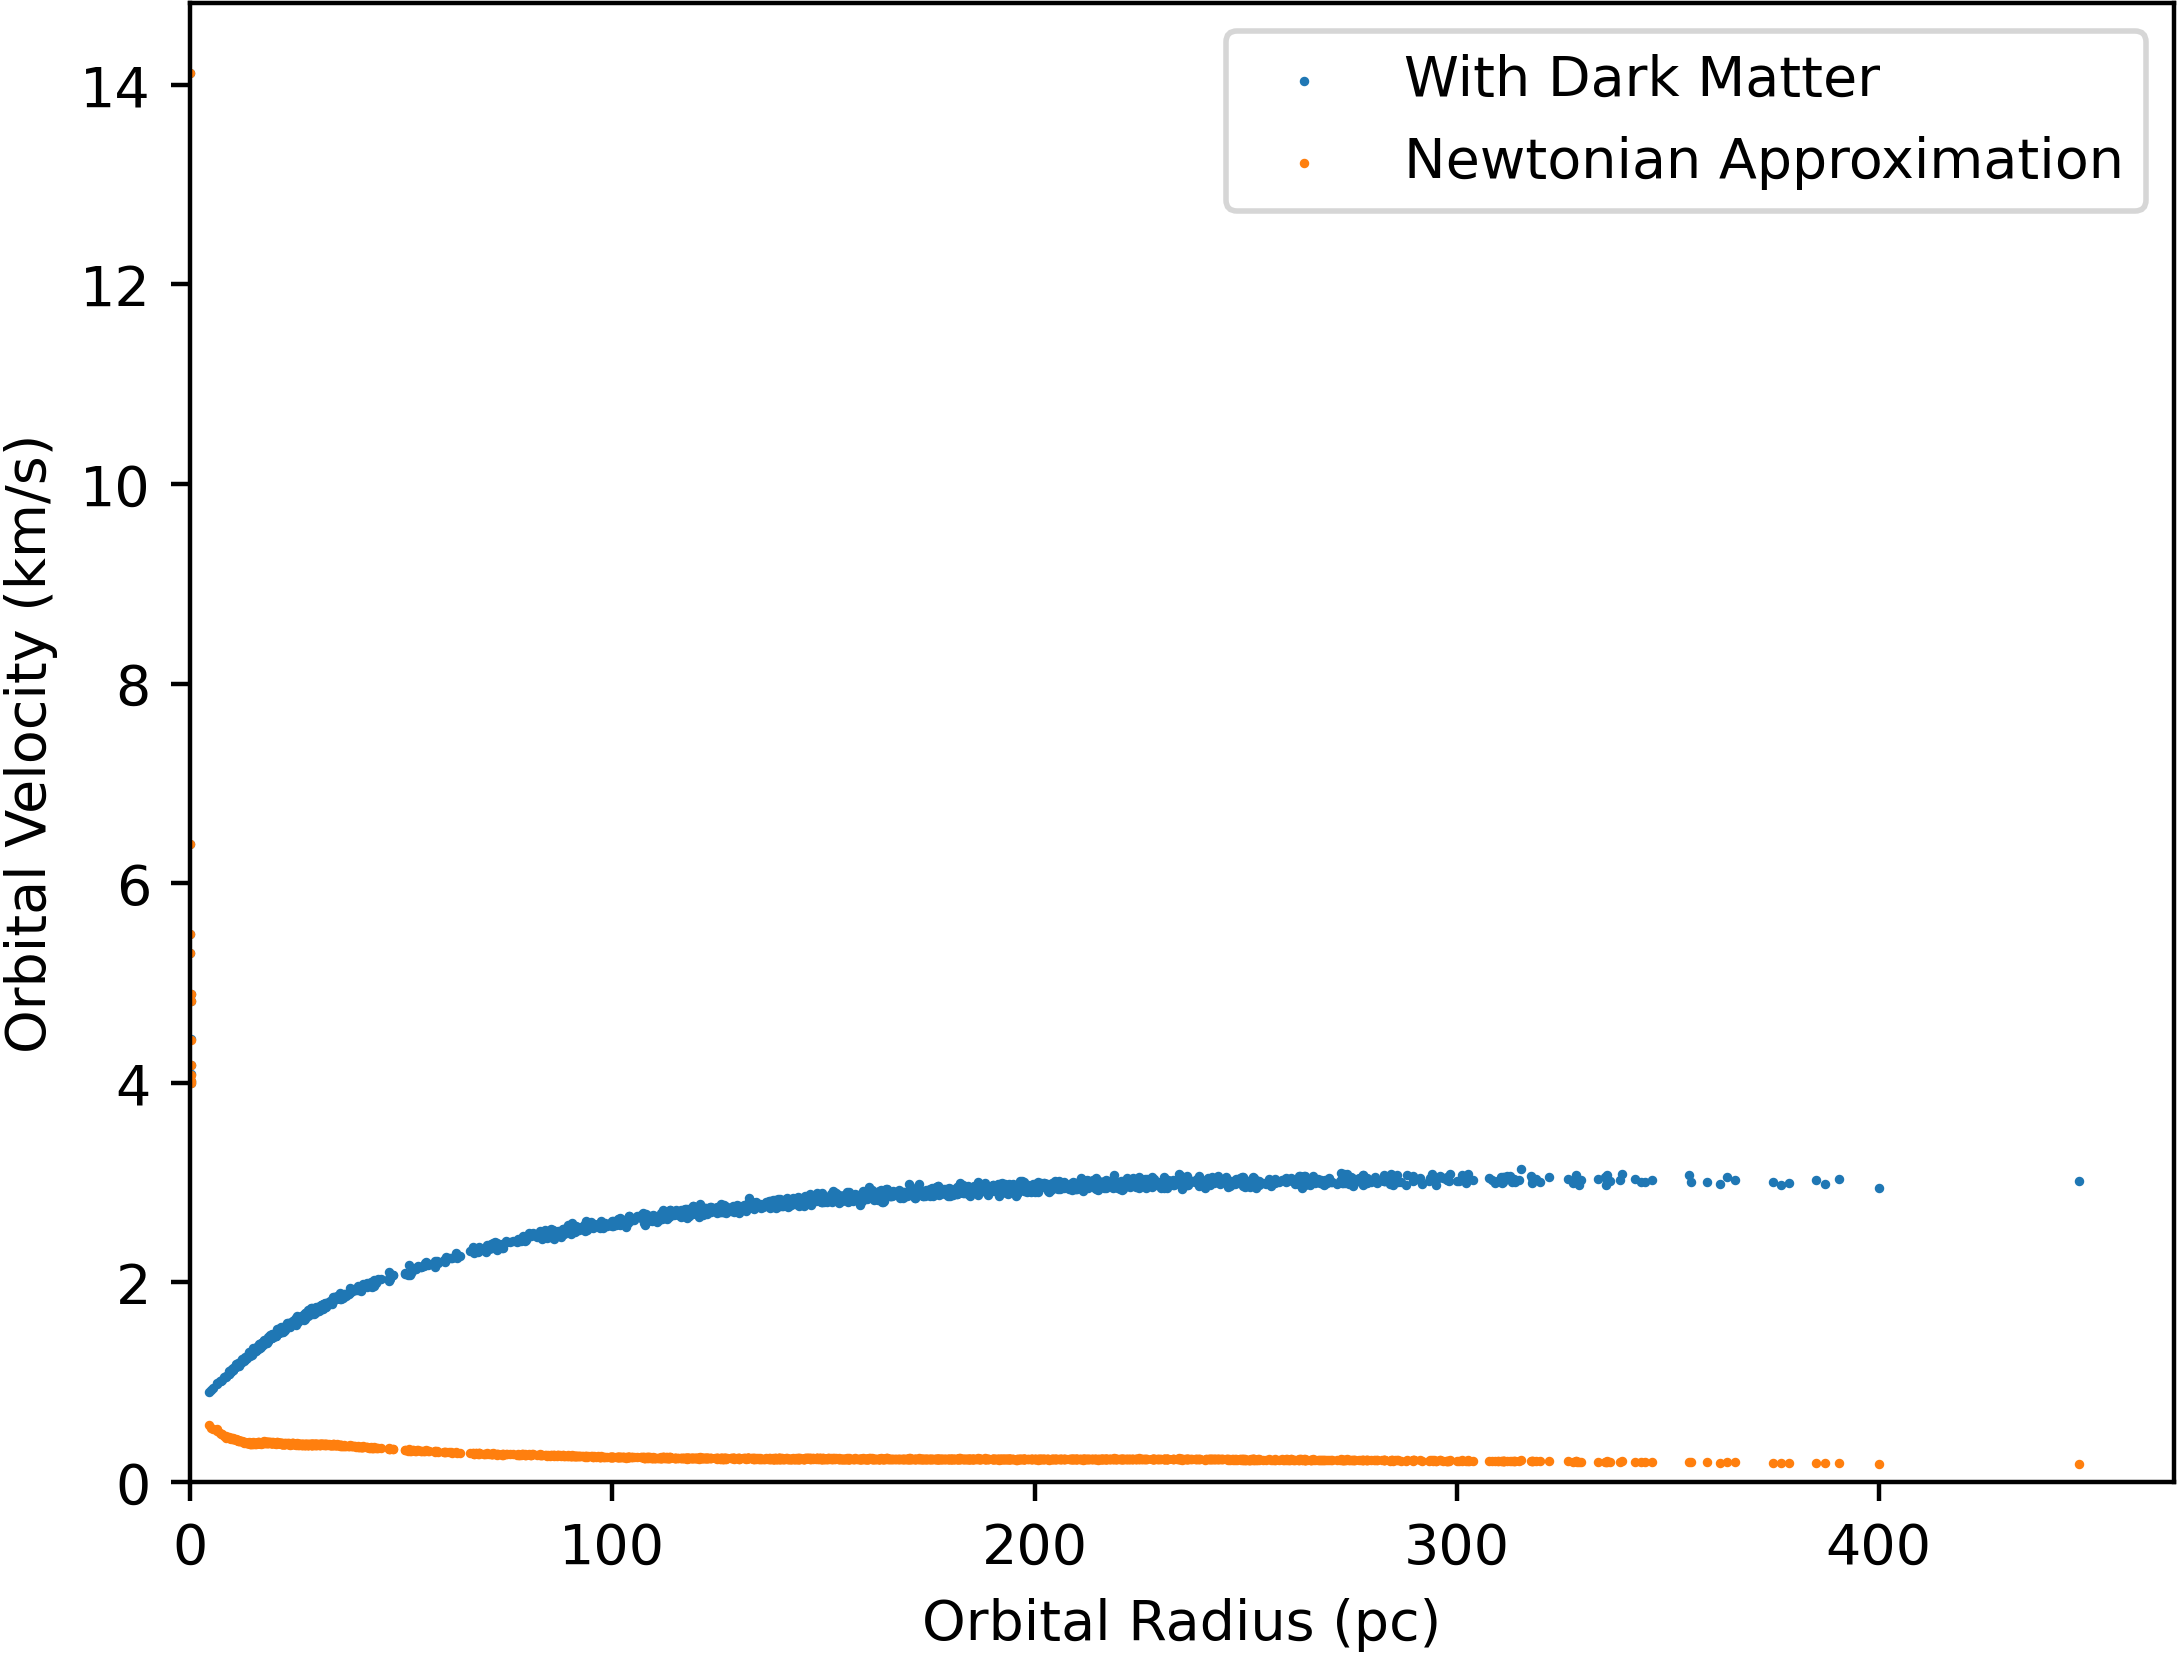 With Dark Matter
Newtonian Approximation
14
12
10
8
6
4
2
0
Orbital Velocity (km/s)
0 100 200 300 400
Orbital Radius (pc)